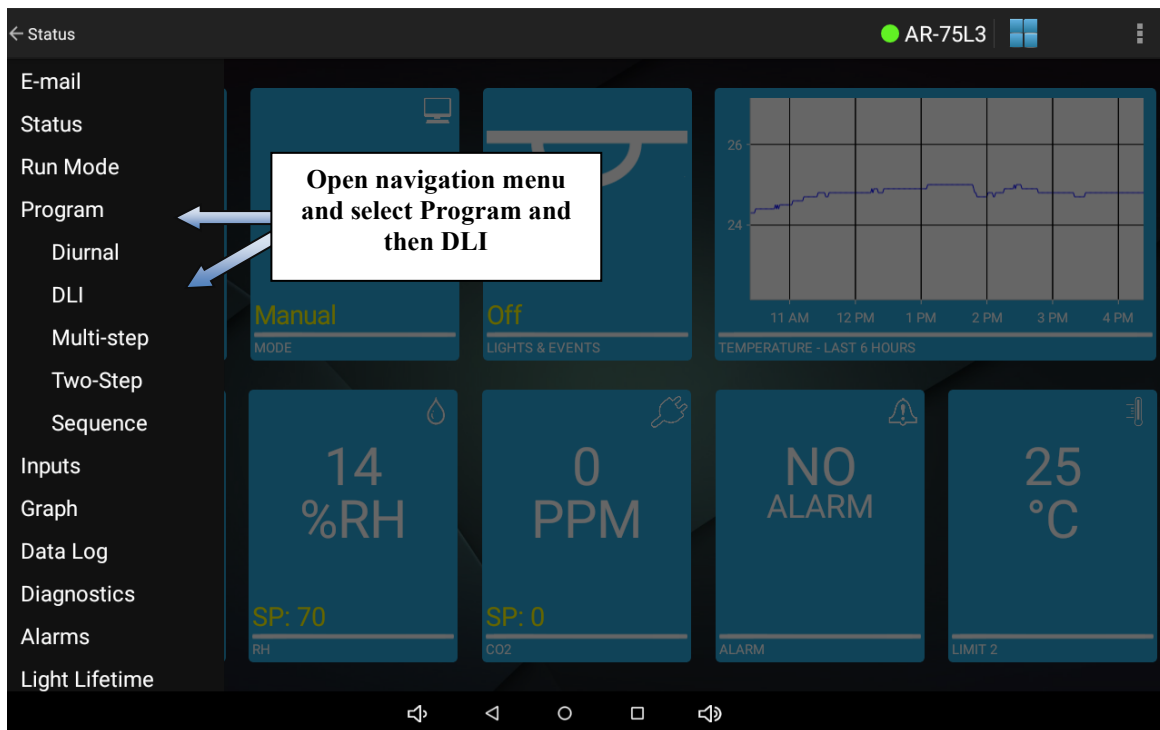 Status
AR-75L3
E-mail
Status
Run Mode
Program
Diurnal
DLI
Multi-step
Two-Step
Sequence
Inputs
Graph
Data Log
Diagnostics
Alarms
Light Lifetime
Open navigation menu
and select Program and
then DLI
Manual
MODE
Off
LIGHTS & EVENTS
26
24
11 AM 12 PM 1 PM 2 PM 3 PM 4 PM
TEMPERATURE - LAST 6 HOURS
14
%RH
SP: 70
RH
0
PPM
SP: 0
CO2
NO
ALARM
ALARM
25
°C
LIMIT 2